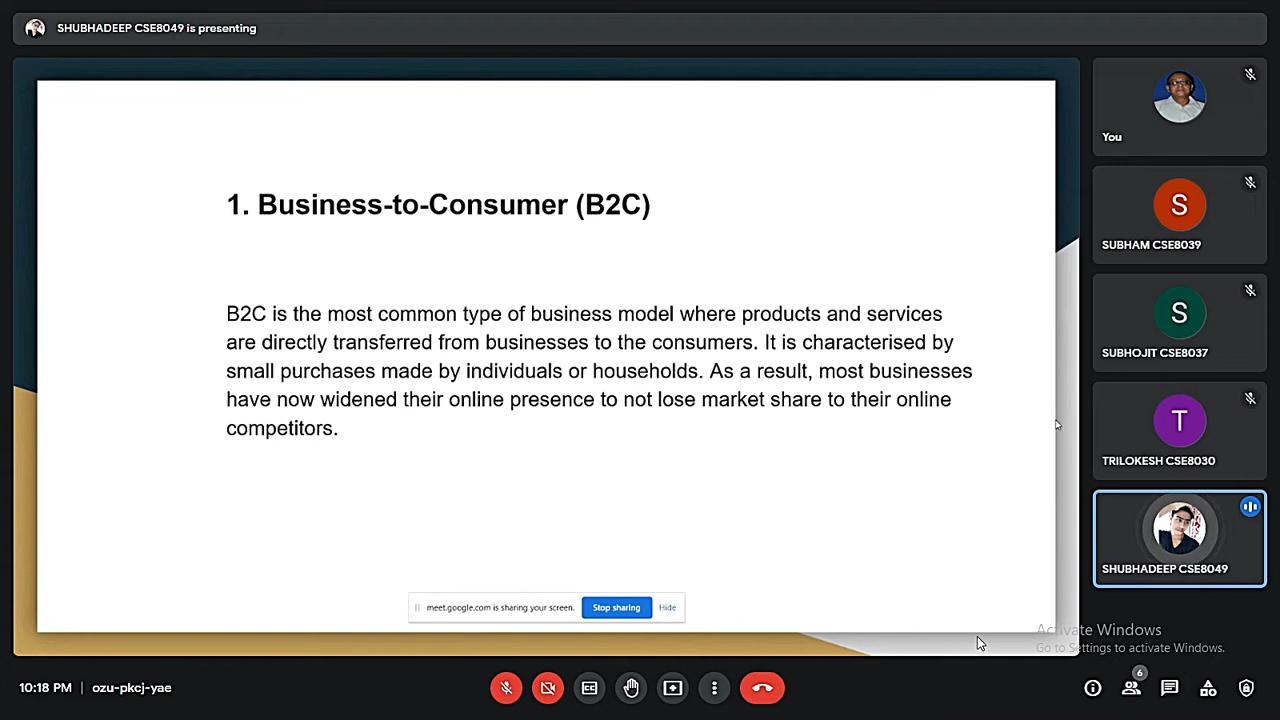 SHUBHADEEP CSE8049 is presenting
1. Business-to-Consumer (B2C)
B2C is the most common type of business model where products and services
are directly transferred from businesses to the consumers. It is characterised by
small purchases made by individuals or households. As a result, most businesses
have now widened their online presence to not lose market share to their online
competitors.
meet.google.com is sharing your screen. Stop sharing Hide
You
S
SUBHAM CSE8039
S
SUBHOJIT CSE8037
T
TRILOKESH CSE8030
SHUBHADEEP CSE8049
Activate Windows
Go to Settings to activate Windows.
10:18 PM | ozu-pkcj-yae
CC
6